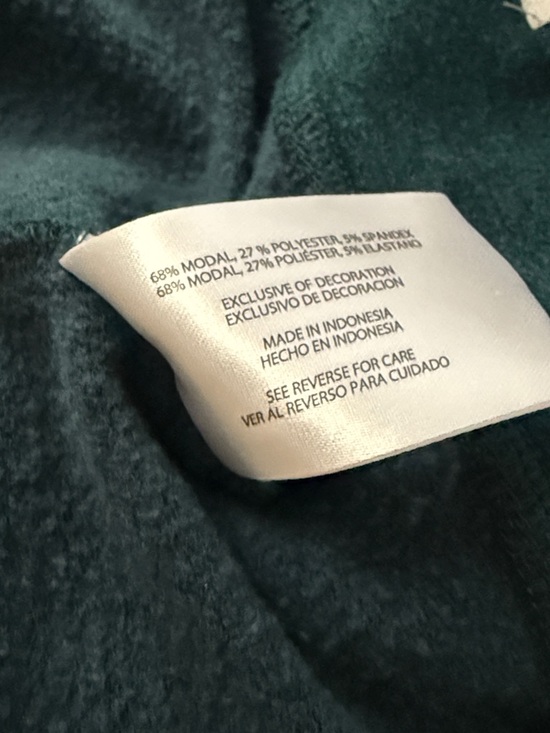 68% MODAL, 27 % POLYESTER, 5% SPANDEX
68% MODAL, 27% POLIÉSTER, 5% ELASTANO
EXCLUSIVE OF DECORATION
EXCLUSIVO DE DECORACION
MADE IN INDONESIA
HECHO EN INDONESIA
SEE REVERSE FOR CARE
VER AL REVERSO PARA CUIDADO